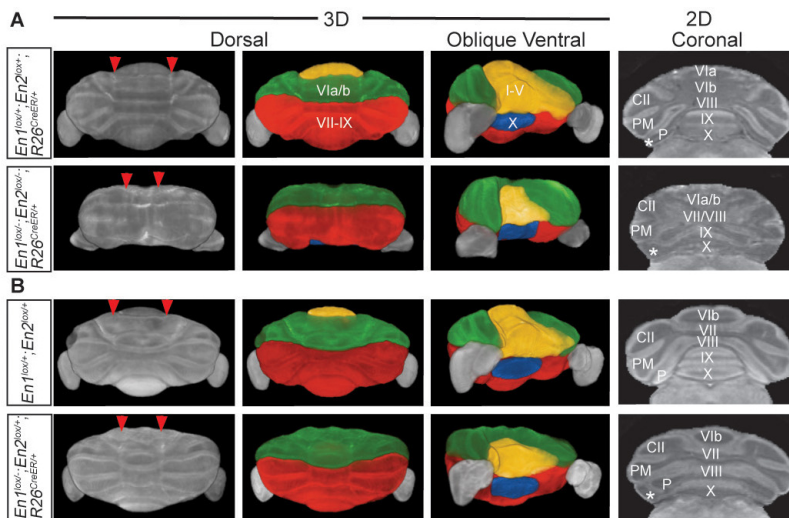 A
3D
2D
Dorsal
Oblique Ventral
Coronal
En1lox/+;En2lox/+;
R26CreER/+
VIa/b
VII-IX
I-V
X
VIa
VIb
CII
VIII
PM
IX
P
X
*
En1lox/-;En2lox/-;
R26CreER/+
VIa/b
CII
VII/VIII
PM
IX
X
*
B
En1lox/+;En2lox/+
VIb
VII
CII
VIII
IX
PM
P
X
En1lox/-;En2lox/+;
R26CreER/+
VIb
CII
VII
PM
VIII
P
X
*